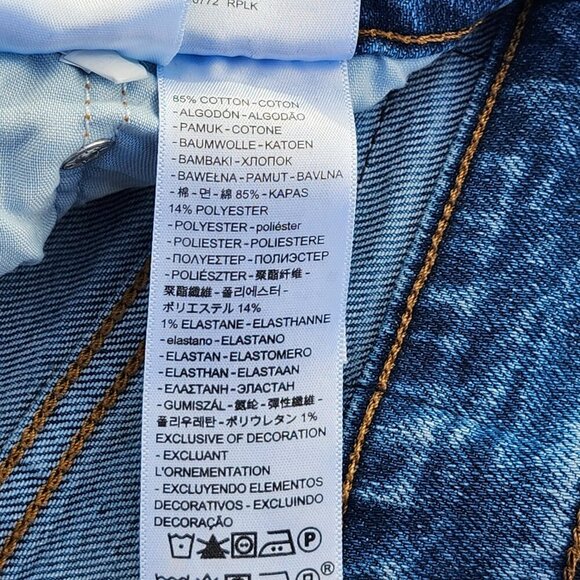 RPLK
85% COTTON-COTON
-ALGODÓN-ALGODÃO
-PAMUK-COTONE
-BAUMWOLLE-KATOEN
-BAMBAKI-ХЛОПОК
-BAWEŁNA-PAMUT-BAVLNA
-棉-면-綿 85%-KAPAS
14% POLYESTER
-POLYESTER-poliéster
-POLIESTER-POLIESTERE
-ΠΟΛΥΕΣΤΕΡ-ПОЛИЭСТЕР
-POLIÉSZTER-聚酯纤维-
聚酯纖維-폴리에스터-
ポリエステル 14%
1% ELASTANE-ELASTHANNE
-elastano-ELASTANO
-ELASTAN-ELASTOMERO
-ELASTHAN-ELASTAAN
-ΕΛΑΣΤΑΝΗ-ЭЛАСТАН
-GUMISZÁL-氨纶-彈性纖維-
폴리우레탄-ポリウレタン 1%
EXCLUSIVE OF DECORATION
-EXCLUANT
L'ORNEMENTATION
-EXCLUYENDO ELEMENTOS
DECORATIVOS-EXCLUINDO
DECORAÇÃO
P
®